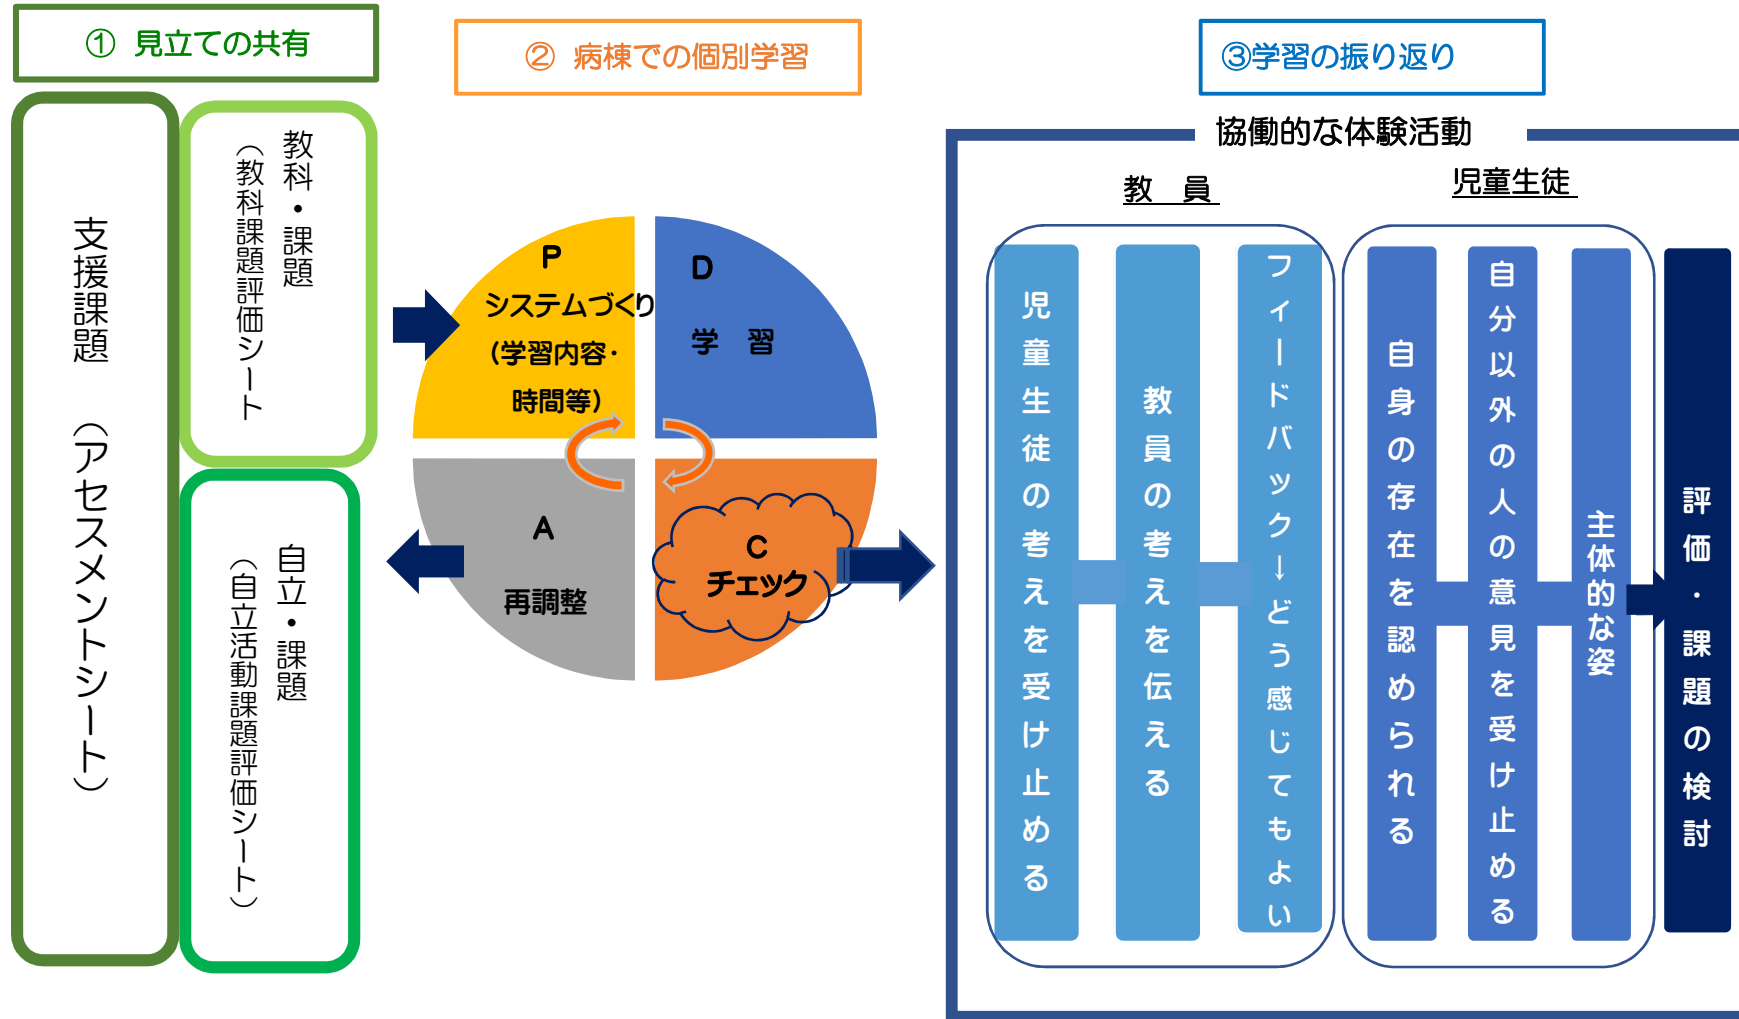 ① 見立ての共有
支援課題 （アセスメントシート）
教科・課題
（教科課題評価シート
自立・課題
（自立活動課題評価シート）
② 病棟での個別学習
P
システムづくり
(学習内容・
時間等)
D
学 習
A
再調整
C
チェック
③学習の振り返り
協働的な体験活動
教 員
児童生徒の考えを受け止める
教員の考えを伝える
フィードバック→どう感じてもよい
児童生徒
自身の存在を認められる
自分以外の人の意見を受け止める
主体的な姿
評価・課題の検討